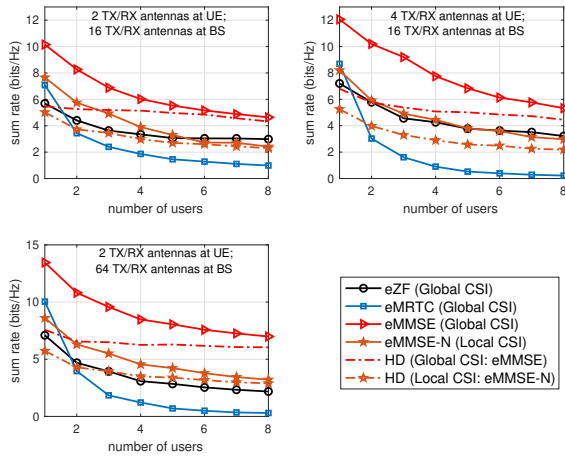 2 TX/RX antennas at UE;
16 TX/RX antennas at BS
12
10
8
6
4
2
0
sum rate (bits/Hz)
2 4 6 8
number of users
4 TX/RX antennas at UE;
16 TX/RX antennas at BS
12
10
8
6
4
2
0
sum rate (bits/Hz)
2 4 6 8
number of users
2 TX/RX antennas at UE;
64 TX/RX antennas at BS
15
10
5
0
sum rate (bits/Hz)
2 4 6 8
number of users
eZF (Global CSI)
eMRTC (Global CSI)
eMMSE (Global CSI)
eMMSE-N (Local CSI)
HD (Global CSI: eMMSE)
HD (Local CSI: eMMSE-N)